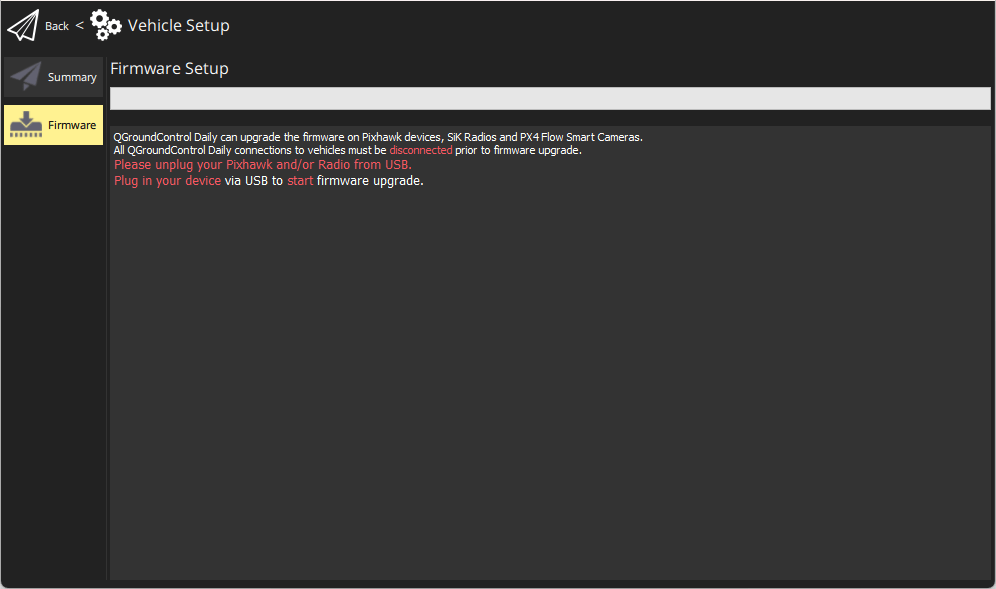 Back < Vehicle Setup
Summary
Firmware
Firmware Setup
QGroundControl Daily can upgrade the firmware on Pixhawk devices, SiK Radios and PX4 Flow Smart Cameras.
All QGroundControl Daily connections to vehicles must be disconnected prior to firmware upgrade.
Please unplug your Pixhawk and/or Radio from USB.
Plug in your device via USB to start firmware upgrade.